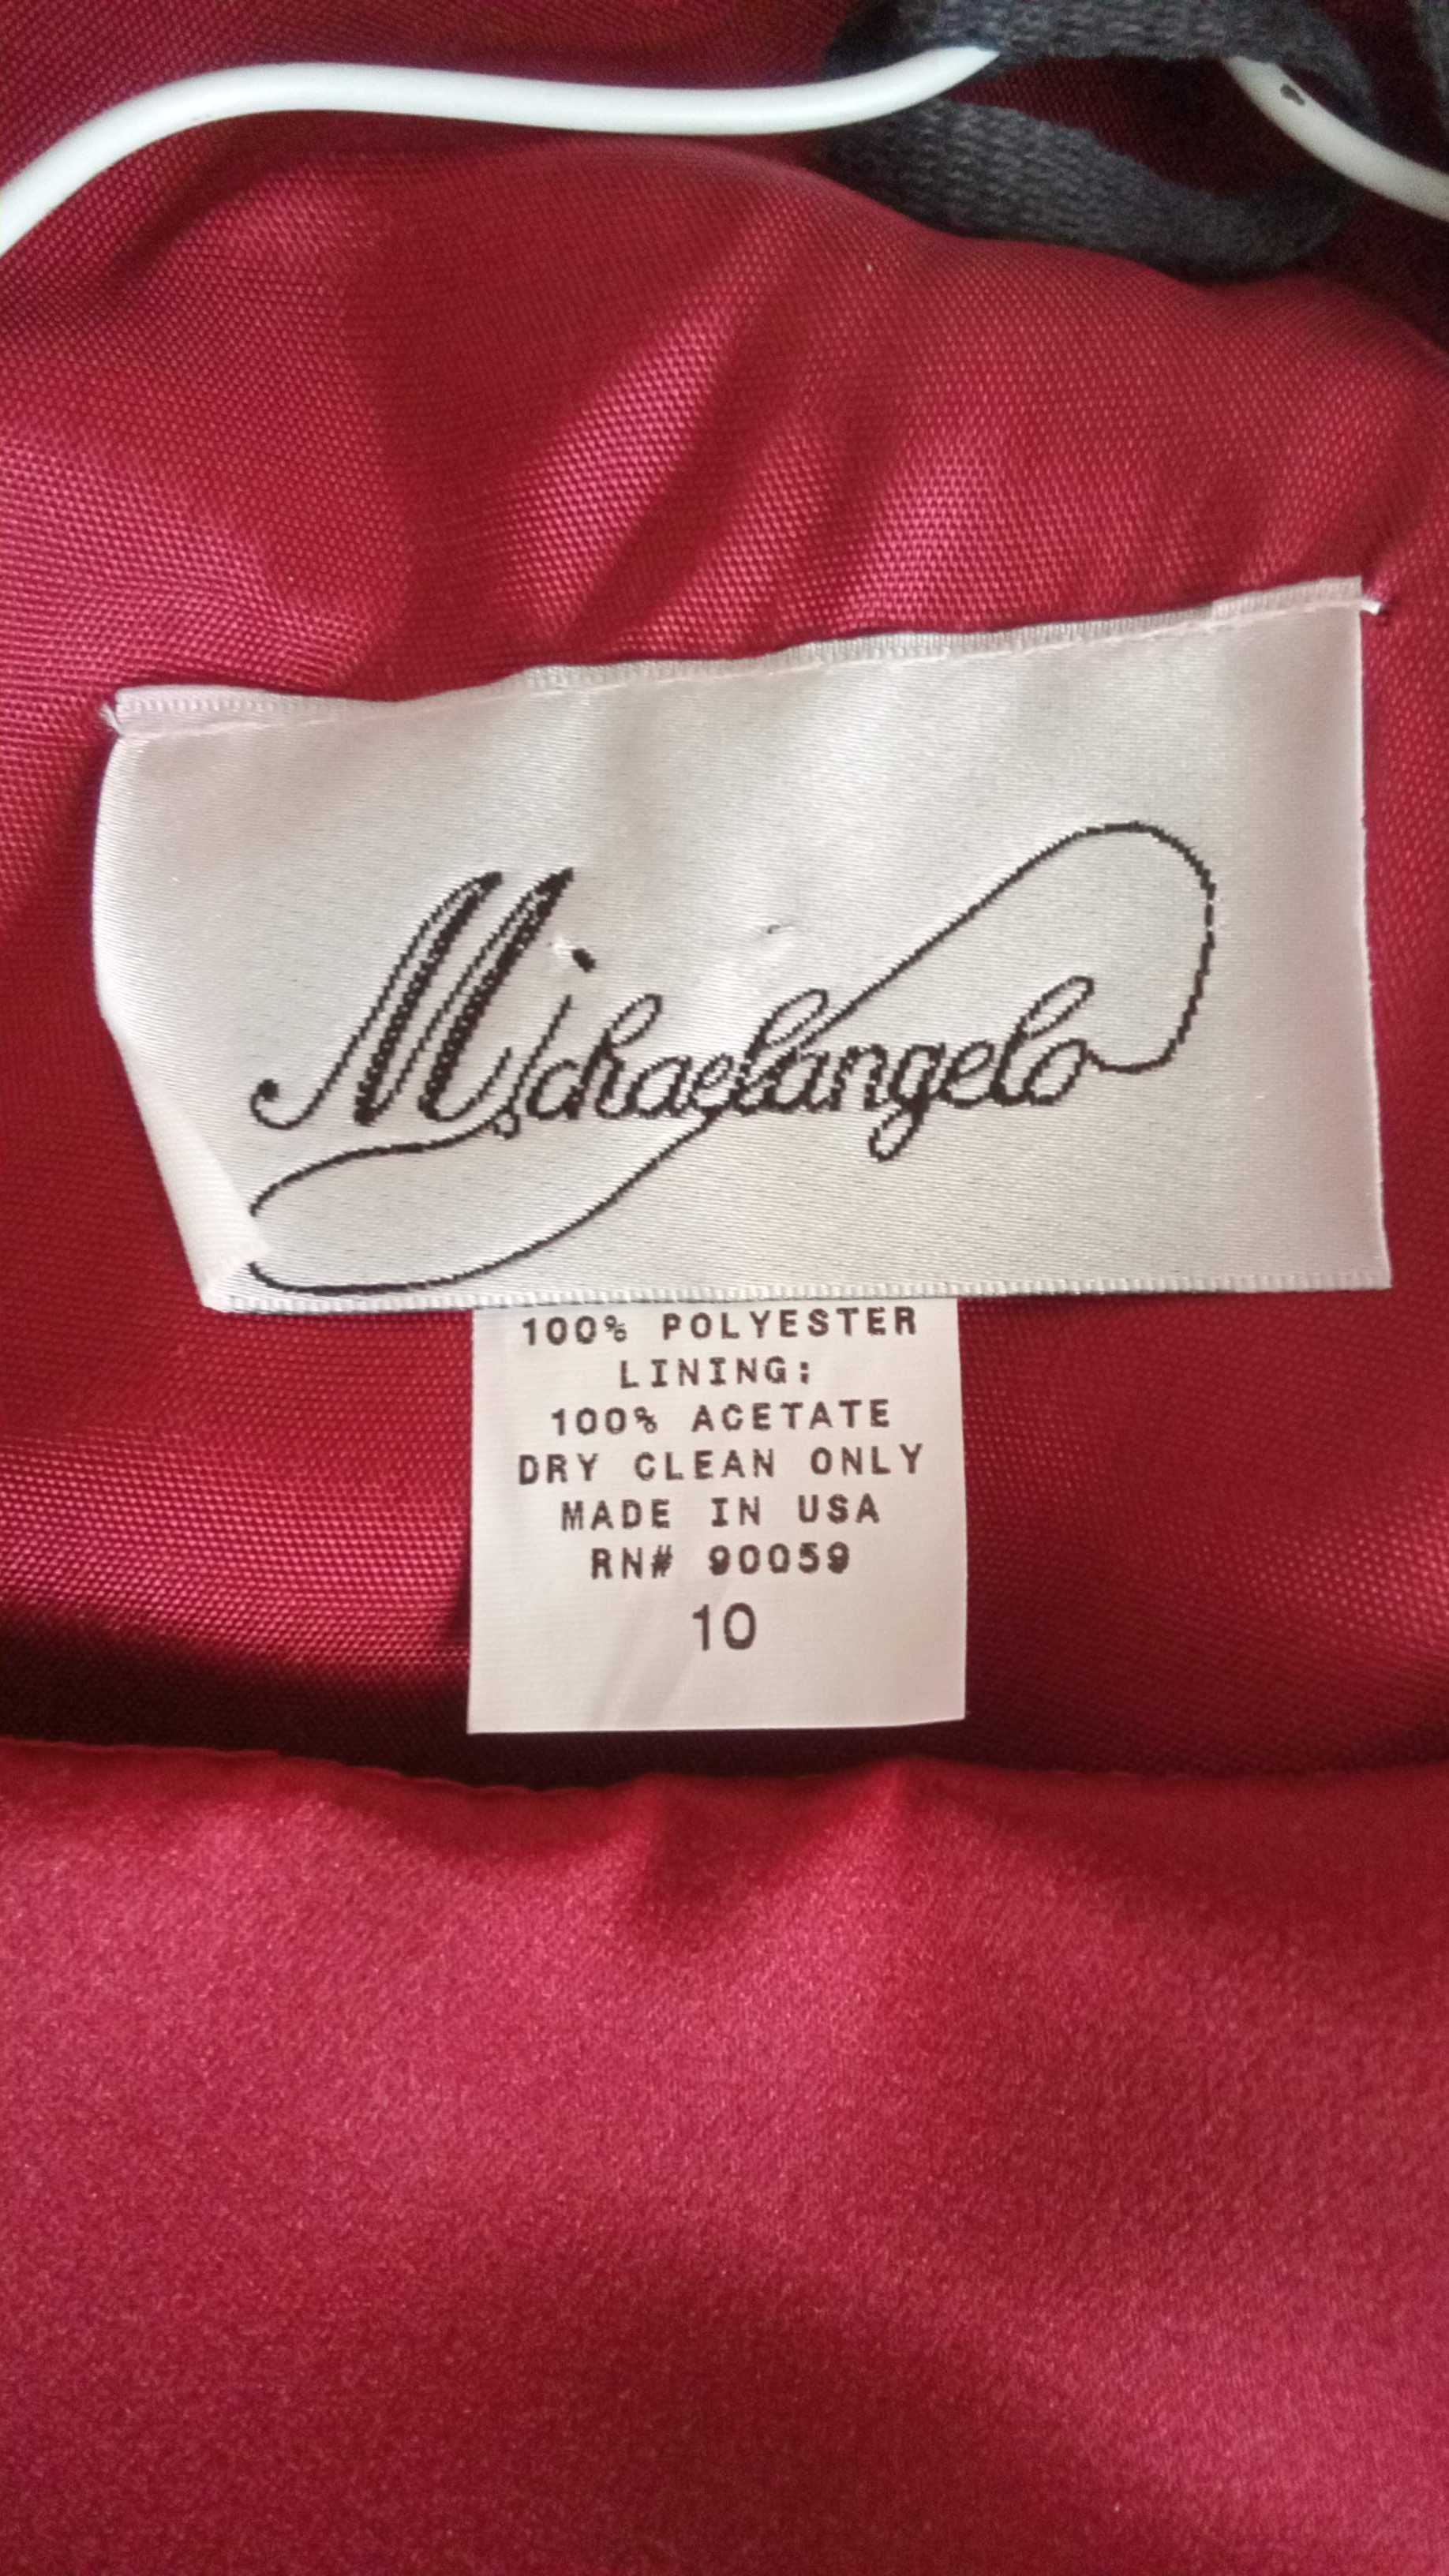 Michaelangelo
100% POLYESTER
LINING:
100% ACETATE
DRY CLEAN ONLY
MADE IN USA
RN# 90059
10